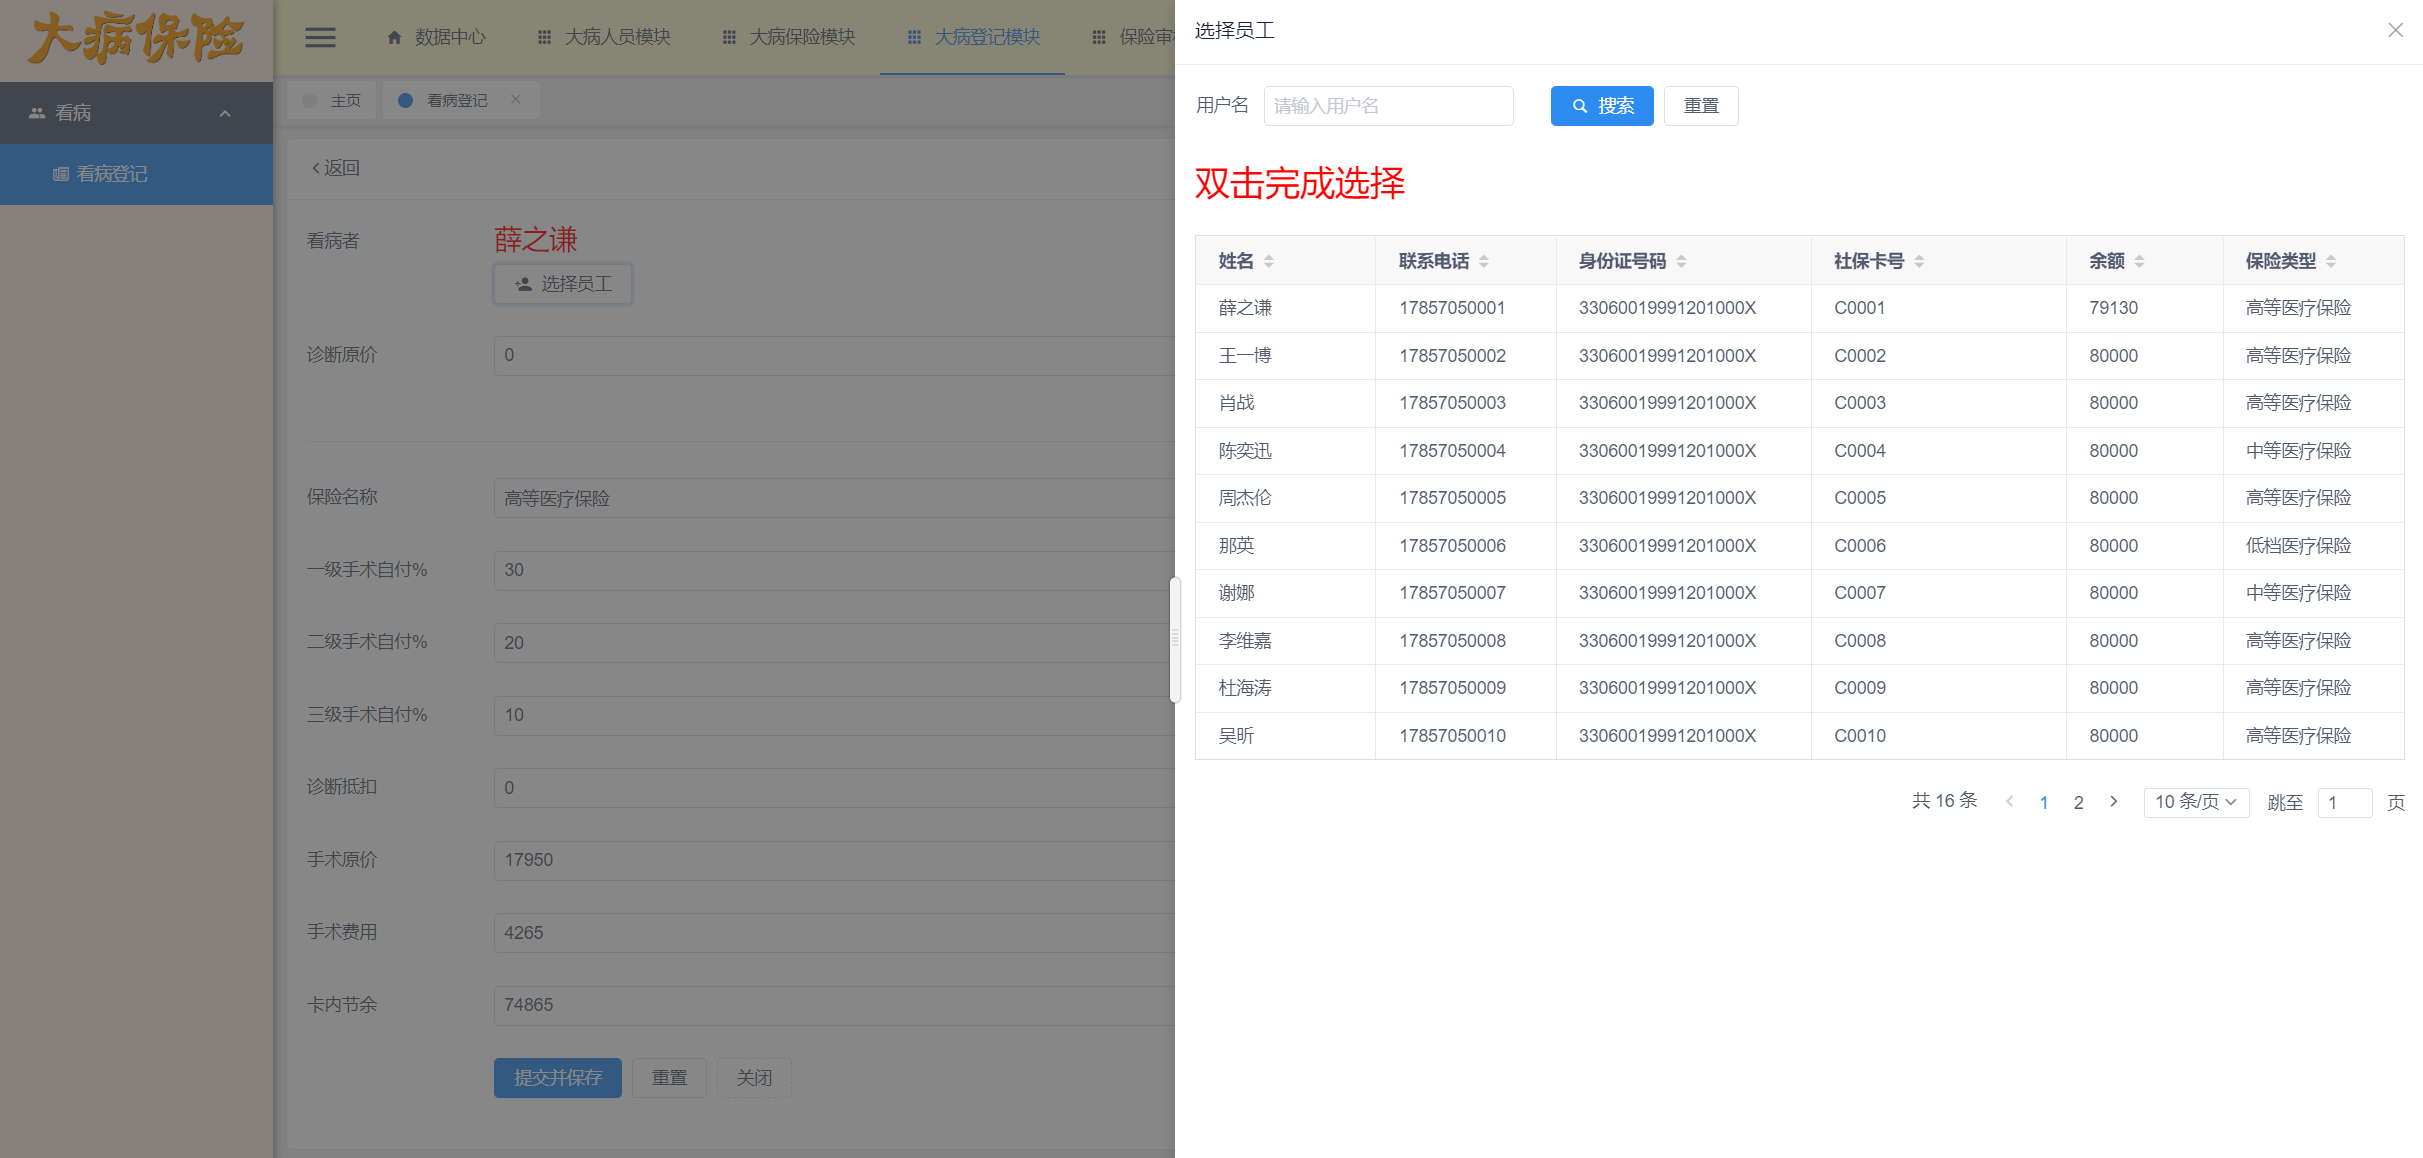 大病保险
数据中心 大病人员模块 大病保险模块 大病登记模块 保险审
看病
看病登记
主页 看病登记
返回
看病者 薛之谦
选择员工
诊断原价 0
保险名称 高等医疗保险
一级手术自付% 30
二级手术自付% 20
三级手术自付% 10
诊断抵扣 0
手术原价 17950
手术费用 4265
卡内节余 74865
提交并保存 重置 关闭
选择员工
用户名 请输入用户名 搜索 重置
双击完成选择
姓名 联系电话 身份证号码 社保卡号 余额 保险类型
薛之谦 17857050001 33060019991201000X C0001 79130 高等医疗保险
王一博 17857050002 33060019991201000X C0002 80000 高等医疗保险
肖战 17857050003 33060019991201000X C0003 80000 高等医疗保险
陈奕迅 17857050004 33060019991201000X C0004 80000 中等医疗保险
周杰伦 17857050005 33060019991201000X C0005 80000 高等医疗保险
那英 17857050006 33060019991201000X C0006 80000 低档医疗保险
谢娜 17857050007 33060019991201000X C0007 80000 中等医疗保险
李维嘉 17857050008 33060019991201000X C0008 80000 高等医疗保险
杜海涛 17857050009 33060019991201000X C0009 80000 高等医疗保险
吴昕 17857050010 33060019991201000X C0010 80000 高等医疗保险
共 16 条 1 2 10 条/页 跳至 1 页